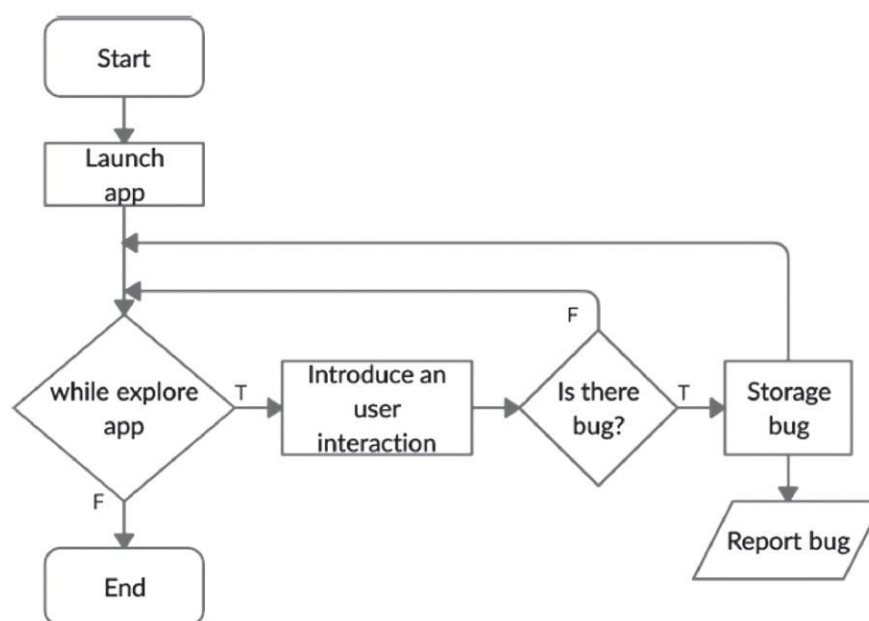 Start
Launch
app
F
while explore
app
T
Introduce an
user
interaction
Is there
bug?
T
Storage
bug
F
Report bug
End